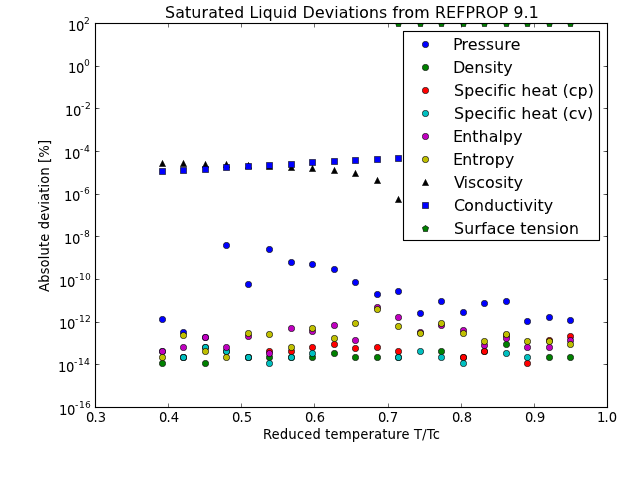 Saturated Liquid Deviations from REFPROP 9.1
Absolute deviation [%]
10^2
10^0
10^-2
10^-4
10^-6
10^-8
10^-10
10^-12
10^-14
10^-16
Pressure
Density
Specific heat (cp)
Specific heat (cv)
Enthalpy
Entropy
Viscosity
Conductivity
Surface tension
0.3 0.4 0.5 0.6 0.7 0.8 0.9 1.0
Reduced temperature T/Tc